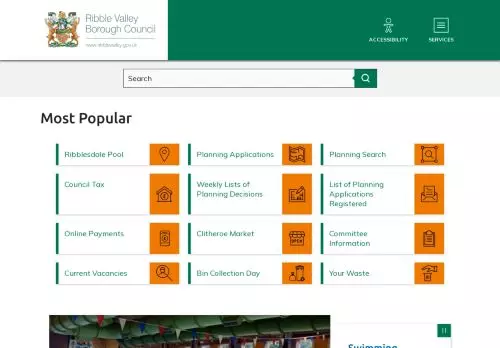 Ribble Valley
Borough Council
www.ribblevalley.gov.uk
ACCESSIBILITY
SERVICES
Search
Most Popular
Ribblesdale Pool
Planning Applications
Planning Search
Council Tax
Weekly Lists of
Planning Decisions
List of Planning
Applications
Registered
Online Payments
Clitheroe Market
OPEN
Committee
Information
Current Vacancies
Bin Collection Day
Your Waste
Swimming